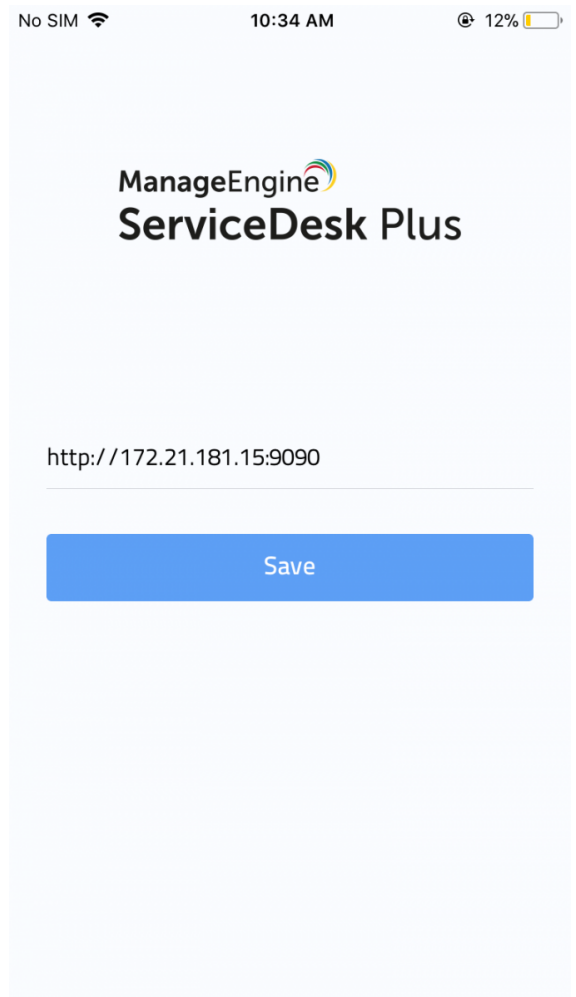 No SIM 10:34 AM 12%
ManageEngine
ServiceDesk Plus
http://172.21.181.15:9090
Save